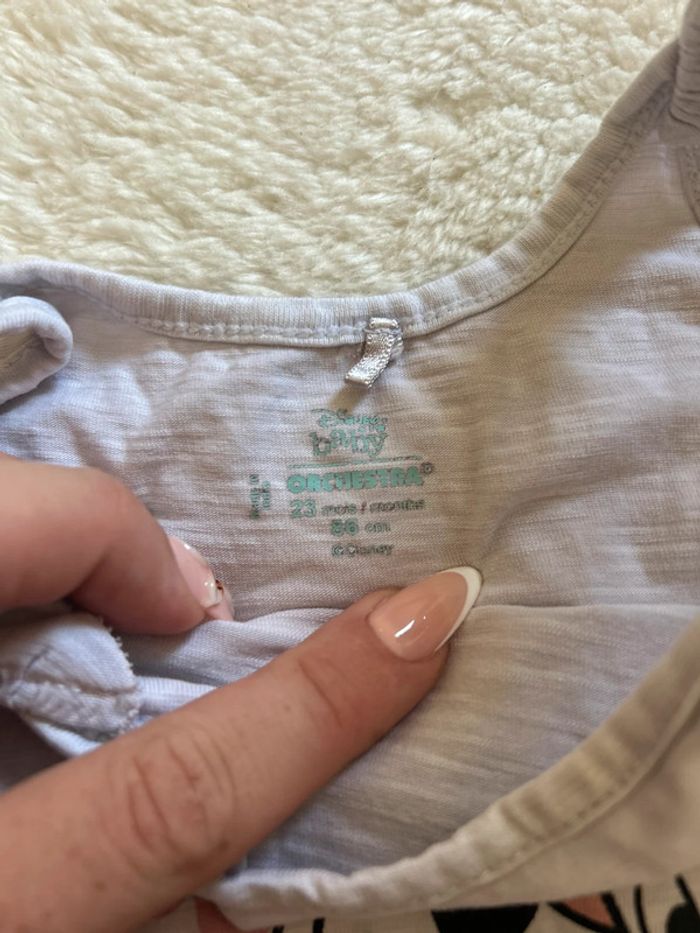 Disney
baby
ORCHESTRA®
23 mois / months
86 cm
©Disney